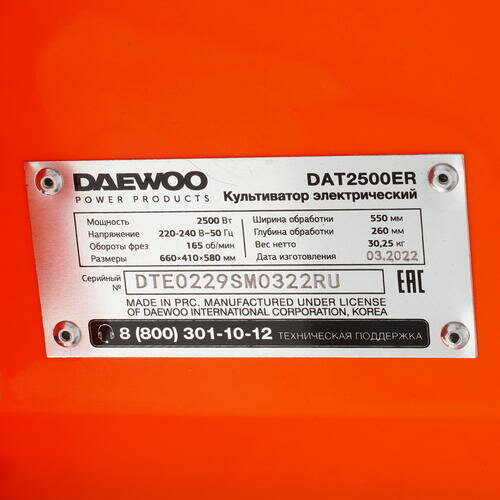 DAEWOO DAT2500ER
POWER PRODUCTS Культиватор электрический
Мощность 2500 Вт Ширина обработки 550 мм
Напряжение 220-240 В~50 Гц Глубина обработки 260 мм
Обороты фрез 165 об/мин Вес нетто 30,25 кг
Размеры 660×410×580 мм Дата изготовления 03.2022
Серийный № DTE0229SM0322RU EAC
MADE IN PRC. MANUFACTURED UNDER LICENSE
OF DAEWOO INTERNATIONAL CORPORATION, KOREA
8 (800) 301-10-12 ТЕХНИЧЕСКАЯ ПОДДЕРЖКА